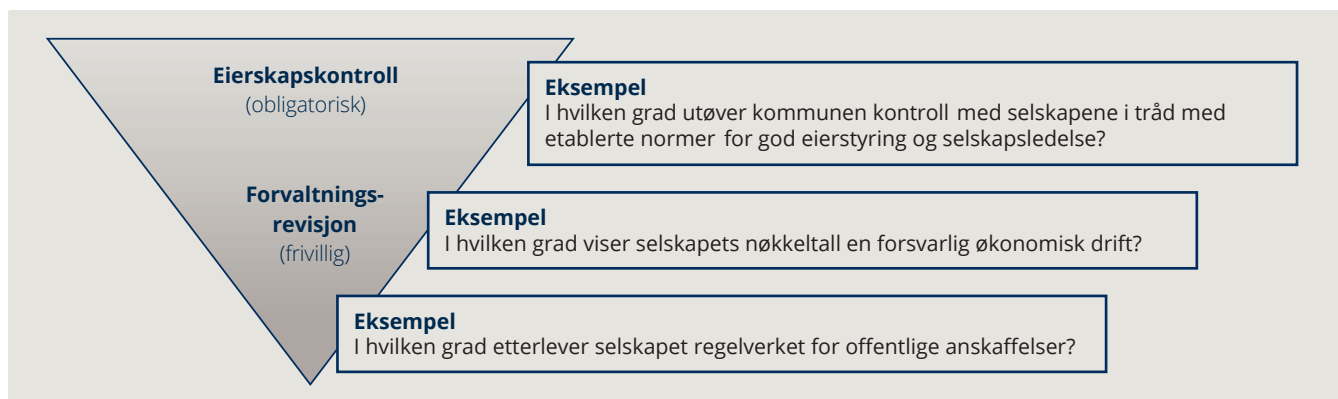 Eierskapskontroll
(obligatorisk)
Eksempel
I hvilken grad utøver kommunen kontroll med selskapene i tråd med
etablerte normer for god eierstyring og selskapsledelse?
Forvaltnings-
revisjon
(frivillig)
Eksempel
I hvilken grad viser selskapets nøkkeltall en forsvarlig økonomisk drift?
Eksempel
I hvilken grad etterlever selskapet regelverket for offentlige anskaffelser?